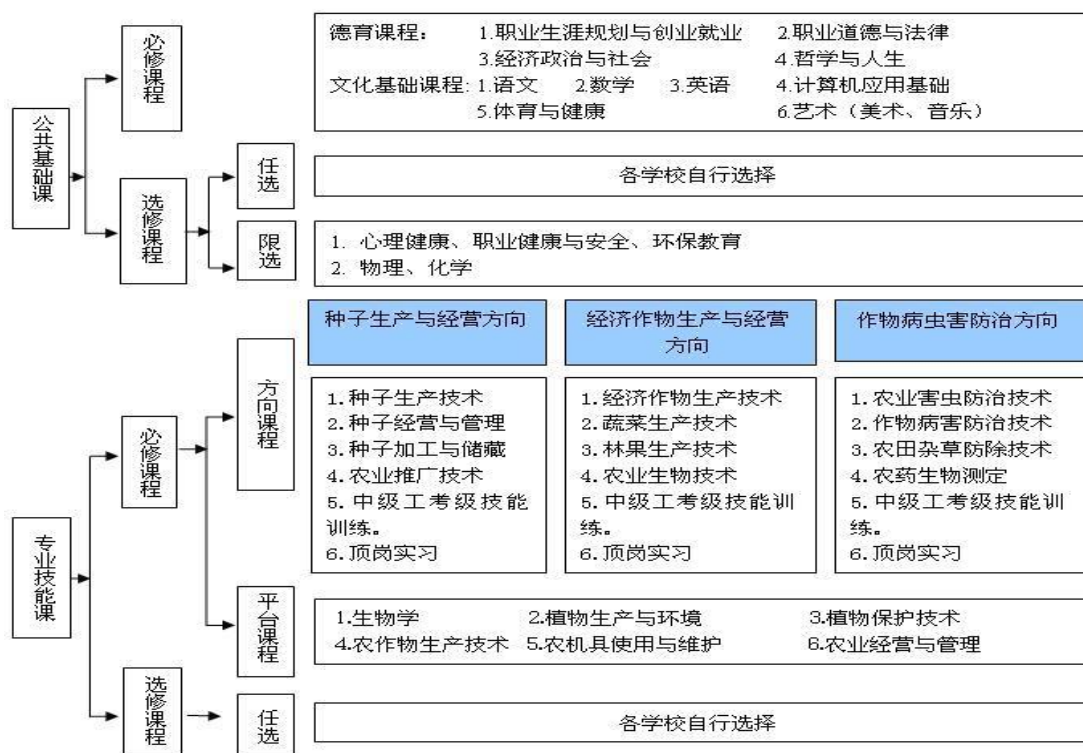 公共基础课
必修课程
德育课程： 1.职业生涯规划与创业就业 2.职业道德与法律
3.经济政治与社会 4.哲学与人生
文化基础课程: 1.语文 2.数学 3.英语 4.计算机应用基础
5.体育与健康 6.艺术（美术、音乐）
选修课程
任选
各学校自行选择
限选
1. 心理健康、职业健康与安全、环保教育
2. 物理、化学
专业技能课
必修课程
方向课程
种子生产与经营方向
1.种子生产技术
2.种子经营与管理
3.种子加工与储藏
4.农业推广技术
5.中级工考级技能
训练。
6.顶岗实习
经济作物生产与经营
方向
1.经济作物生产技术
2.蔬菜生产技术
3.林果生产技术
4.农业生物技术
5.中级工考级技能训
练。
6.顶岗实习
作物病虫害防治方向
1.农业害虫防治技术
2.作物病害防治技术
3.农田杂草防除技术
4.农药生物测定
5.中级工考级技能训
练。
6.顶岗实习
平台课程
1.生物学 2.植物生产与环境 3.植物保护技术
4.农作物生产技术 5.农机具使用与维护 6.农业经营与管理
选修课程
任选
各学校自行选择